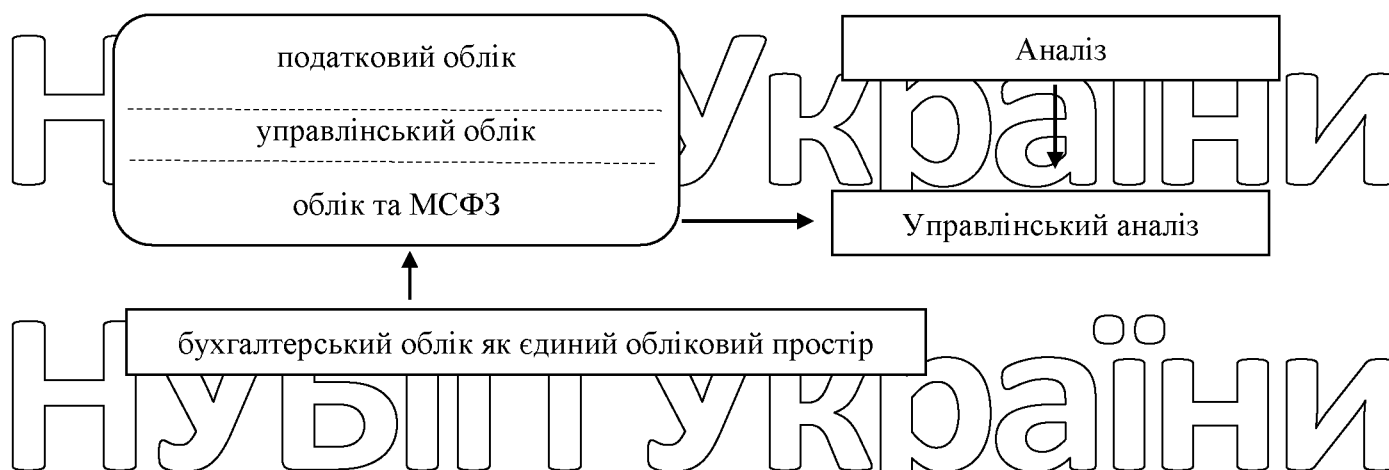 податковий облік
Аналіз
управлінський облік
облік та МСФЗ
Управлінський аналіз
України
бухгалтерський облік як єдиний обліковий простір
НУБіП України